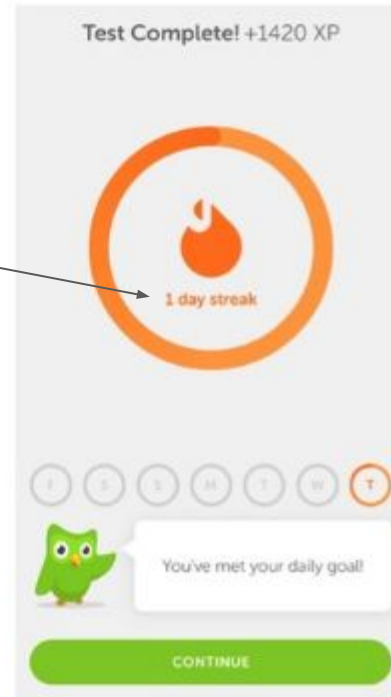 Test Complete! +1420 XP
1 day streak
F S S M T W T
You've met your daily goal!
CONTINUE